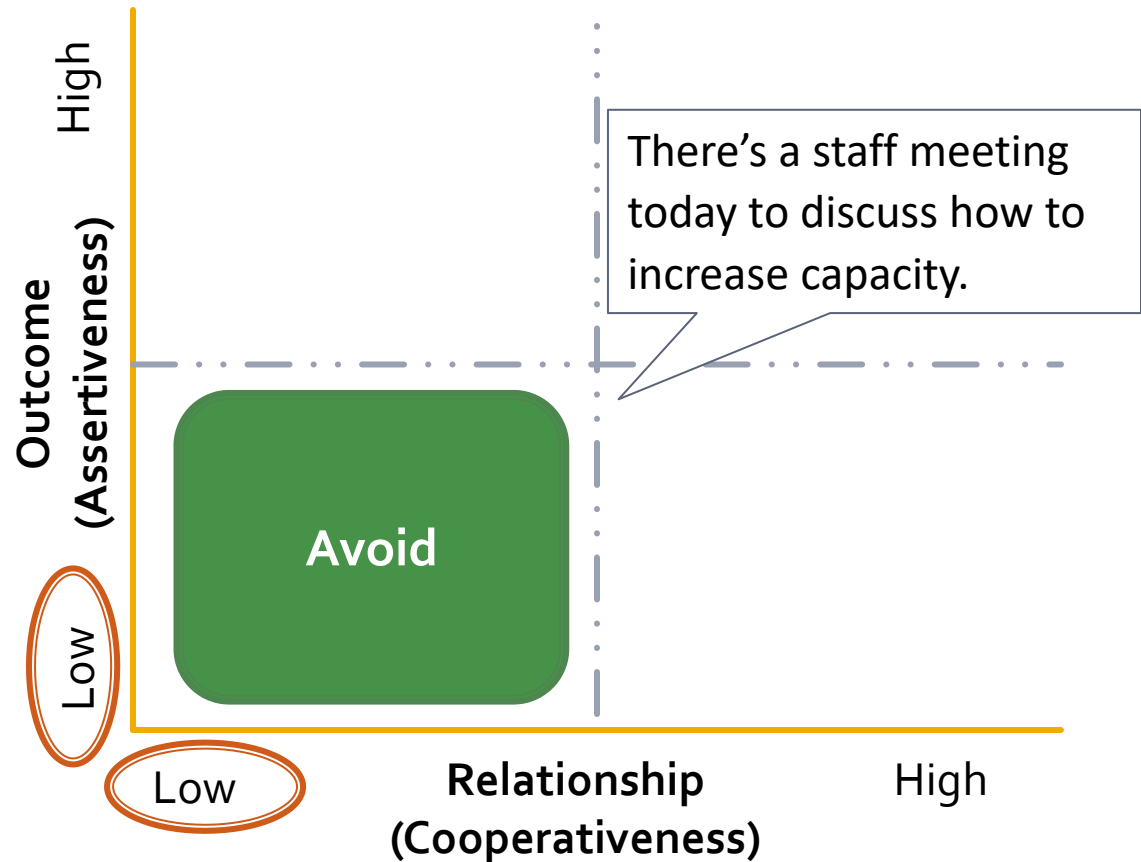 High
There’s a staff meeting
today to discuss how to
increase capacity.
Outcome
(Assertiveness)
Avoid
Low
Low
Relationship
(Cooperativeness)
High